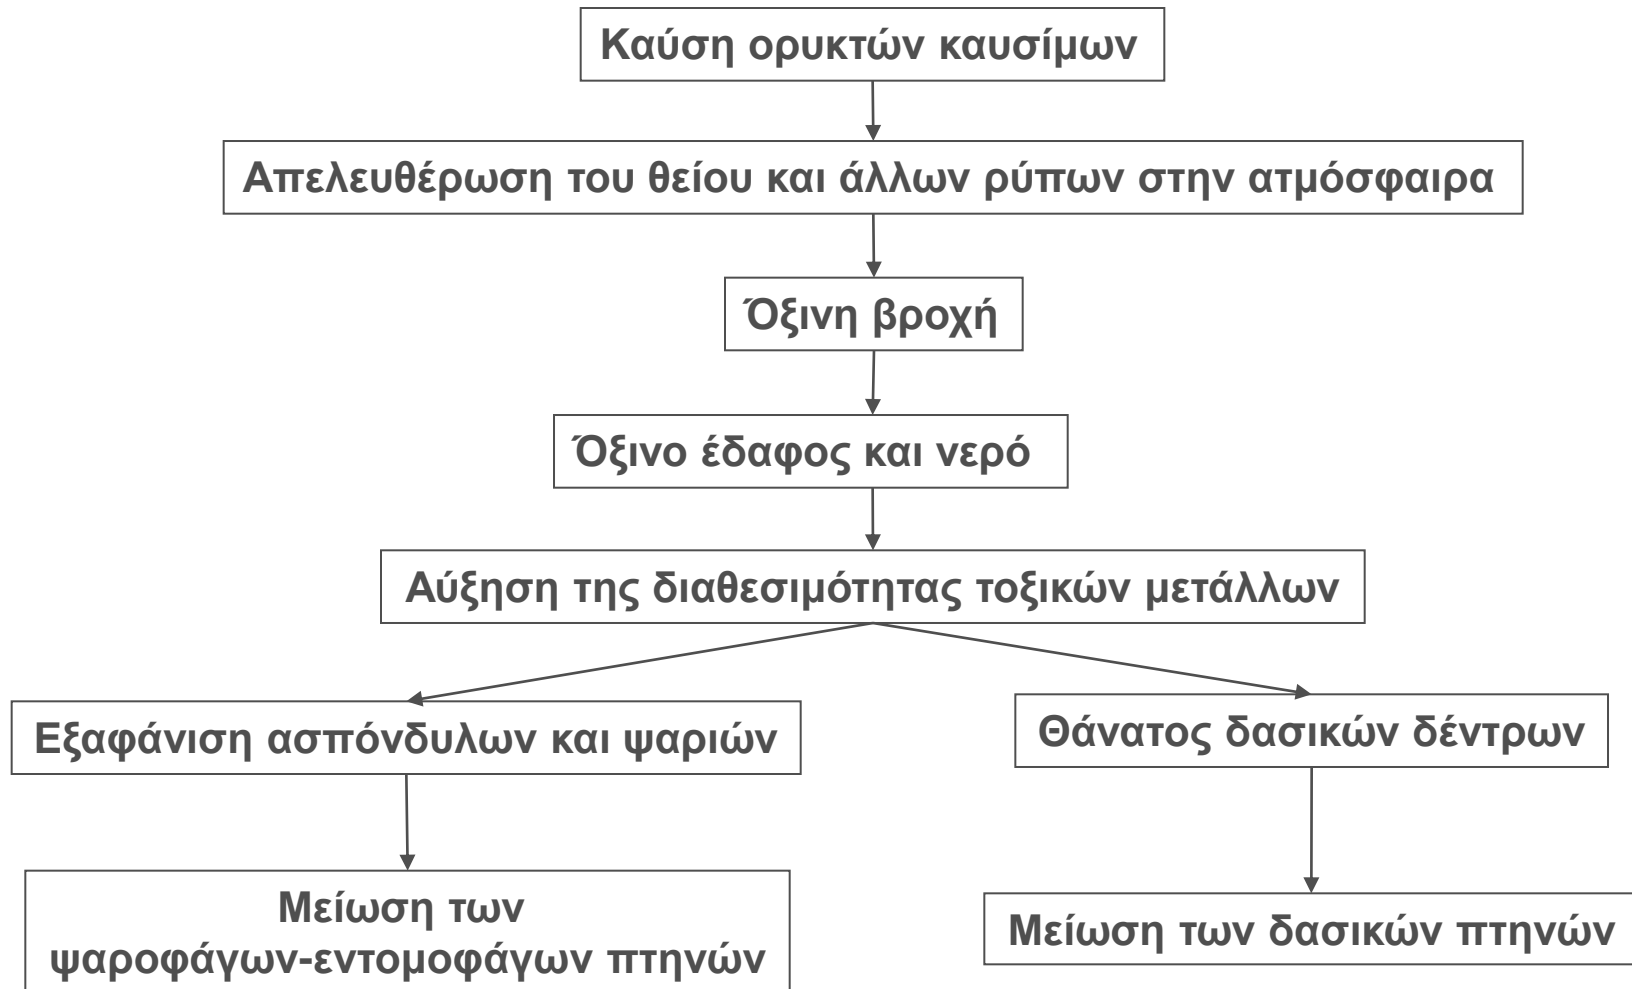 Καύση ορυκτών καυσίμων
Απελευθέρωση του θείου και άλλων ρύπων στην ατμόσφαιρα
Όξινη βροχή
Όξινο έδαφος και νερό
Αύξηση της διαθεσιμότητας τοξικών μετάλλων
Εξαφάνιση ασπόνδυλων και ψαριών
Θάνατος δασικών δέντρων
Μείωση των
ψαροφάγων-εντομοφάγων πτηνών
Μείωση των δασικών πτηνών